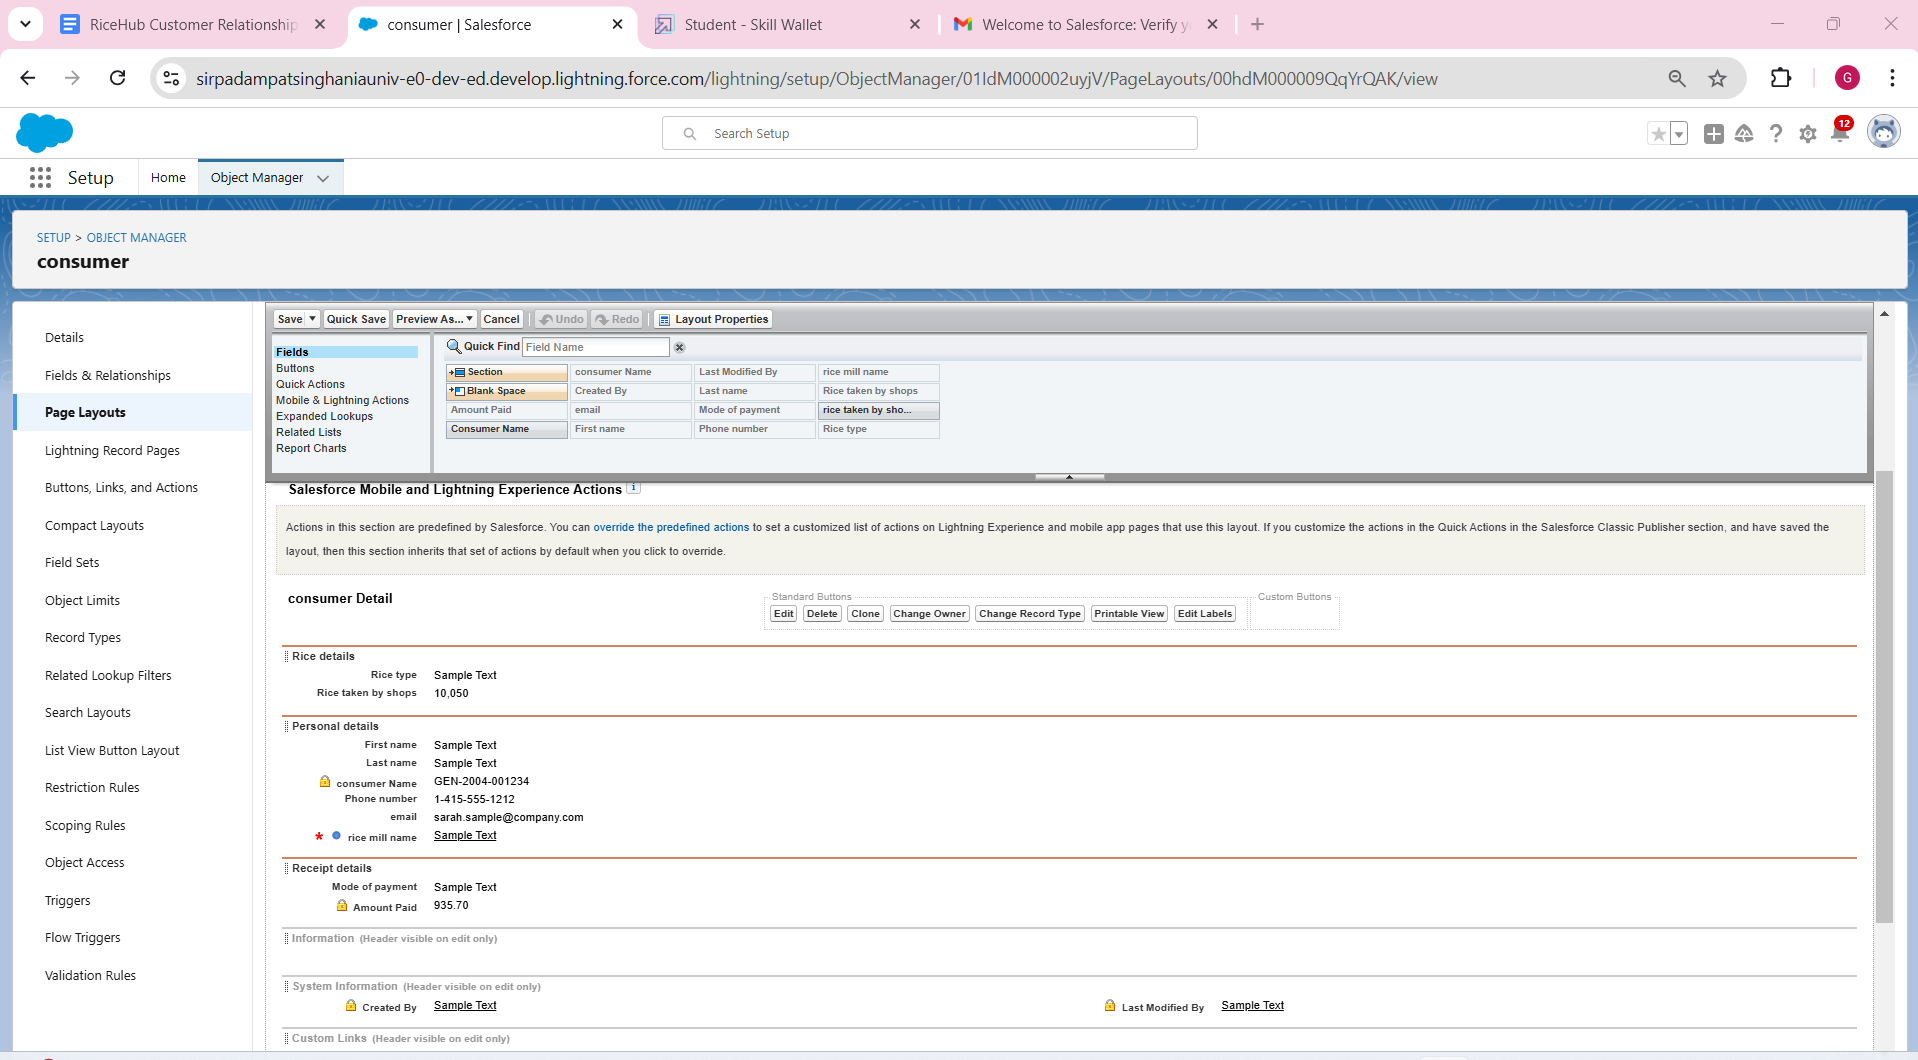 RiceHub Customer Relationship
consumer | Salesforce
Student - Skill Wallet
Welcome to Salesforce: Verify y
sirpadampatsinghaniauniv-e0-dev-ed.develop.lightning.force.com/lightning/setup/ObjectManager/01IdM000002uyjV/PageLayouts/00hdM000009QqYrQAK/view
G
Search Setup
12
Setup
Home
Object Manager
SETUP > OBJECT MANAGER
consumer
Details
Fields & Relationships
Page Layouts
Lightning Record Pages
Buttons, Links, and Actions
Compact Layouts
Field Sets
Object Limits
Record Types
Related Lookup Filters
Search Layouts
List View Button Layout
Restriction Rules
Scoping Rules
Object Access
Triggers
Flow Triggers
Validation Rules
Save Quick Save Preview As... Cancel Undo Redo Layout Properties
Fields
Buttons
Quick Actions
Mobile & Lightning Actions
Expanded Lookups
Related Lists
Report Charts
Quick Find Field Name
Section consumer Name Last Modified By rice mill name
Blank Space Created By Last name Rice taken by shops
Amount Paid email Mode of payment rice taken by sho...
Consumer Name First name Phone number Rice type
Salesforce Mobile and Lightning Experience Actions i
Actions in this section are predefined by Salesforce. You can override the predefined actions to set a customized list of actions on Lightning Experience and mobile app pages that use this layout. If you customize the actions in the Quick Actions in the Salesforce Classic Publisher section, and have saved the
layout, then this section inherits that set of actions by default when you click to override.
consumer Detail
Standard Buttons
Edit Delete Clone Change Owner Change Record Type Printable View Edit Labels
Custom Buttons
Rice details
Rice type Sample Text
Rice taken by shops 10,050
Personal details
First name Sample Text
Last name Sample Text
consumer Name GEN-2004-001234
Phone number 1-415-555-1212
email sarah.sample@company.com
* rice mill name Sample Text
Receipt details
Mode of payment Sample Text
Amount Paid 935.70
Information (Header visible on edit only)
System Information (Header visible on edit only)
Created By Sample Text Last Modified By Sample Text
Custom Links (Header visible on edit only)